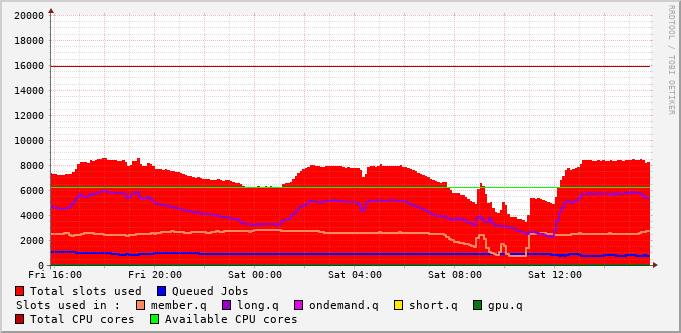 20000
18000
16000
14000
12000
10000
8000
6000
4000
2000
0
Fri 16:00 Fri 20:00 Sat 00:00 Sat 04:00 Sat 08:00 Sat 12:00
Total slots used Queued Jobs
Slots used in : member.q long.q ondemand.q short.q gpu.q
Total CPU cores Available CPU cores
RRDTOOL / TOBI OETIKER